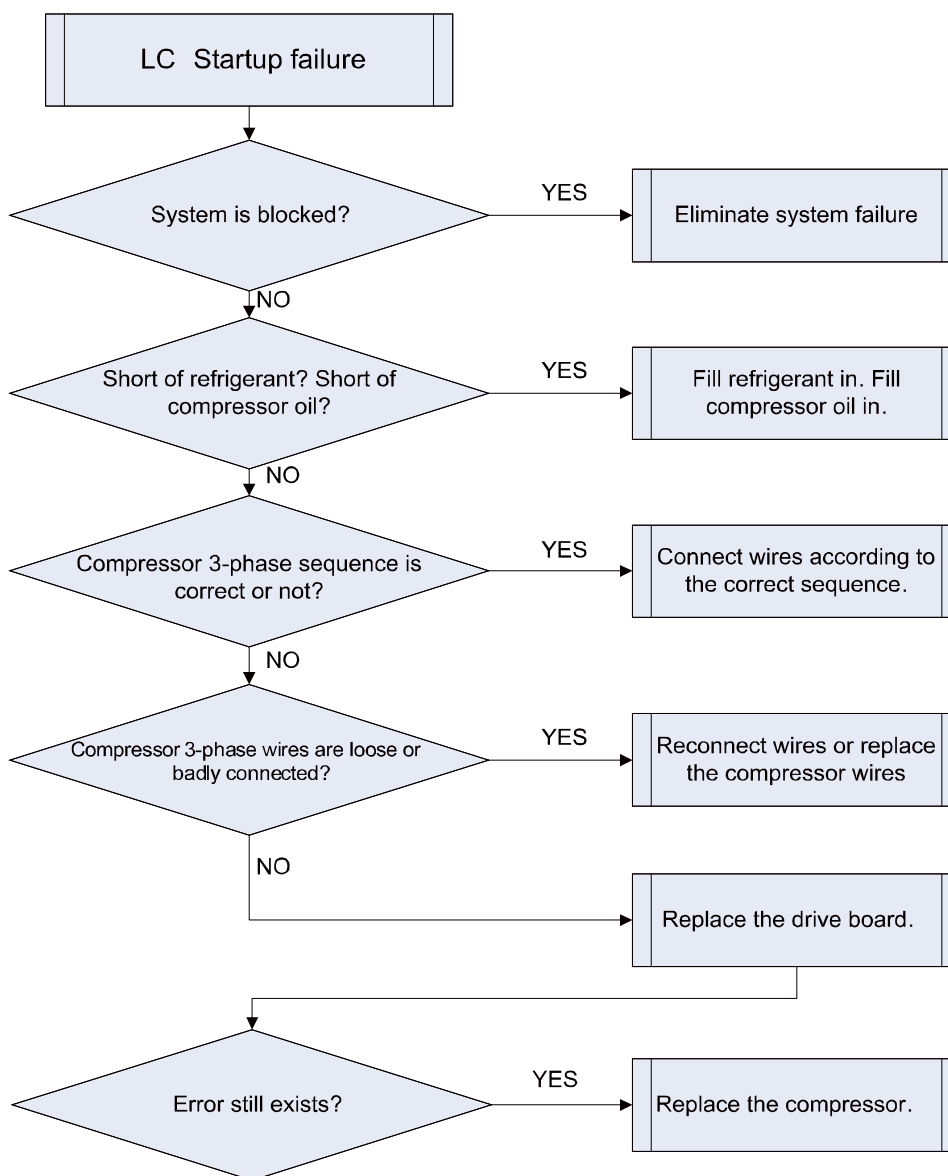 LC Startup failure
System is blocked?
YES
Eliminate system failure
NO
Short of refrigerant? Short of
compressor oil?
YES
Fill refrigerant in. Fill
compressor oil in.
NO
Compressor 3-phase sequence is
correct or not?
YES
Connect wires according to
the correct sequence.
NO
Compressor 3-phase wires are loose or
badly connected?
YES
Reconnect wires or replace
the compressor wires
NO
Replace the drive board.
Error still exists?
YES
Replace the compressor.